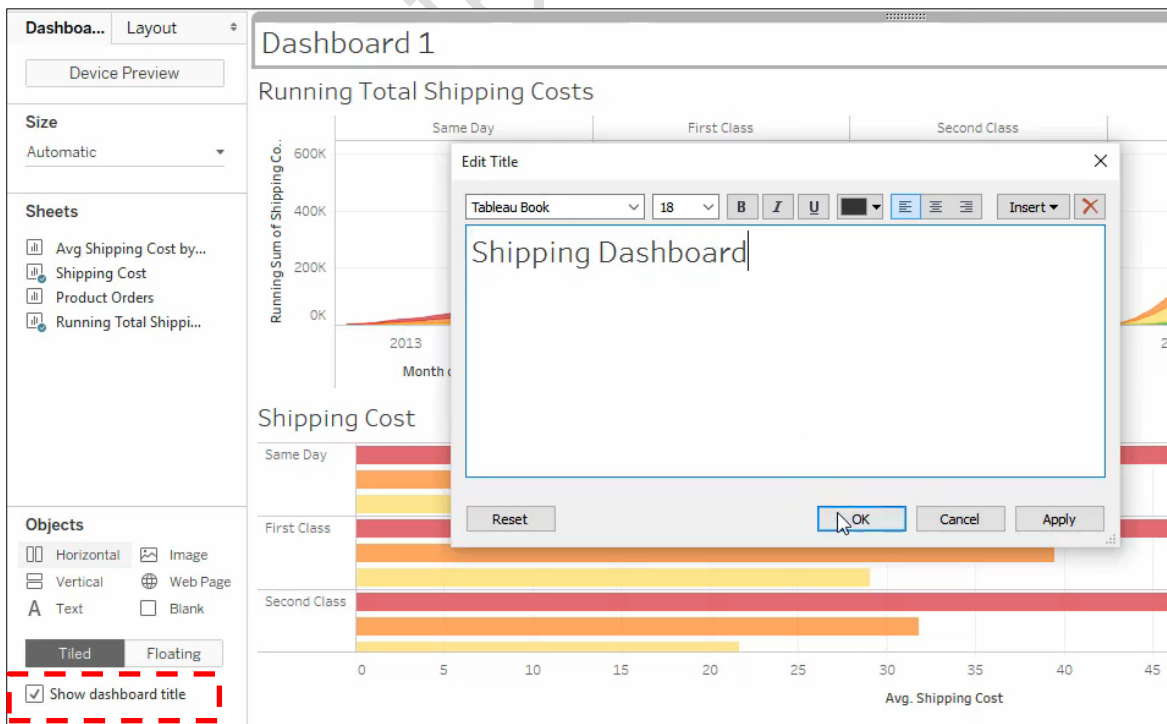 Dashboa... Layout
Device Preview
Size
Automatic
Sheets
Avg Shipping Cost by...
Shipping Cost
Product Orders
Running Total Shippi...
Objects
Horizontal Image
Vertical Web Page
A Text Blank
Tiled Floating
Show dashboard title
Dashboard 1
Running Total Shipping Costs
Same Day First Class Second Class
Running Sum of Shipping Co..
600K
400K
200K
0K
2013
Month
Edit Title
Tableau Book 18 B I U Insert
Shipping Dashboard
Reset OK Cancel Apply
Shipping Cost
Same Day
First Class
Second Class
0 5 10 15 20 25 30 35 40 45
Avg. Shipping Cost